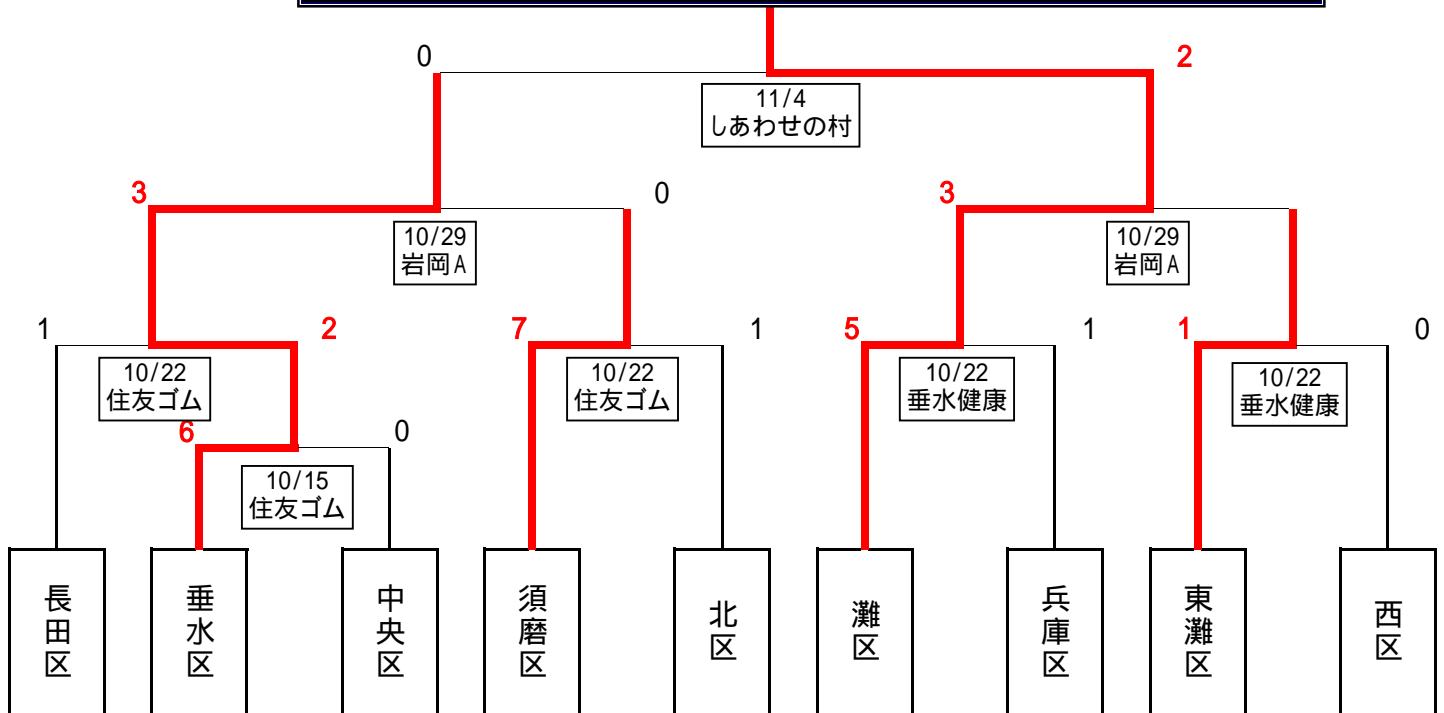 0
2
11/4
しあわせの村
3
0
3
10/29
岩岡A
10/29
岩岡A
1
2
7
1
5
1
1
0
10/22
住友ゴム
10/22
住友ゴム
10/22
垂水健康
10/22
垂水健康
6
0
10/15
住友ゴム
長田区
垂水区
中央区
須磨区
北区
灘区
兵庫区
東灘区
西区